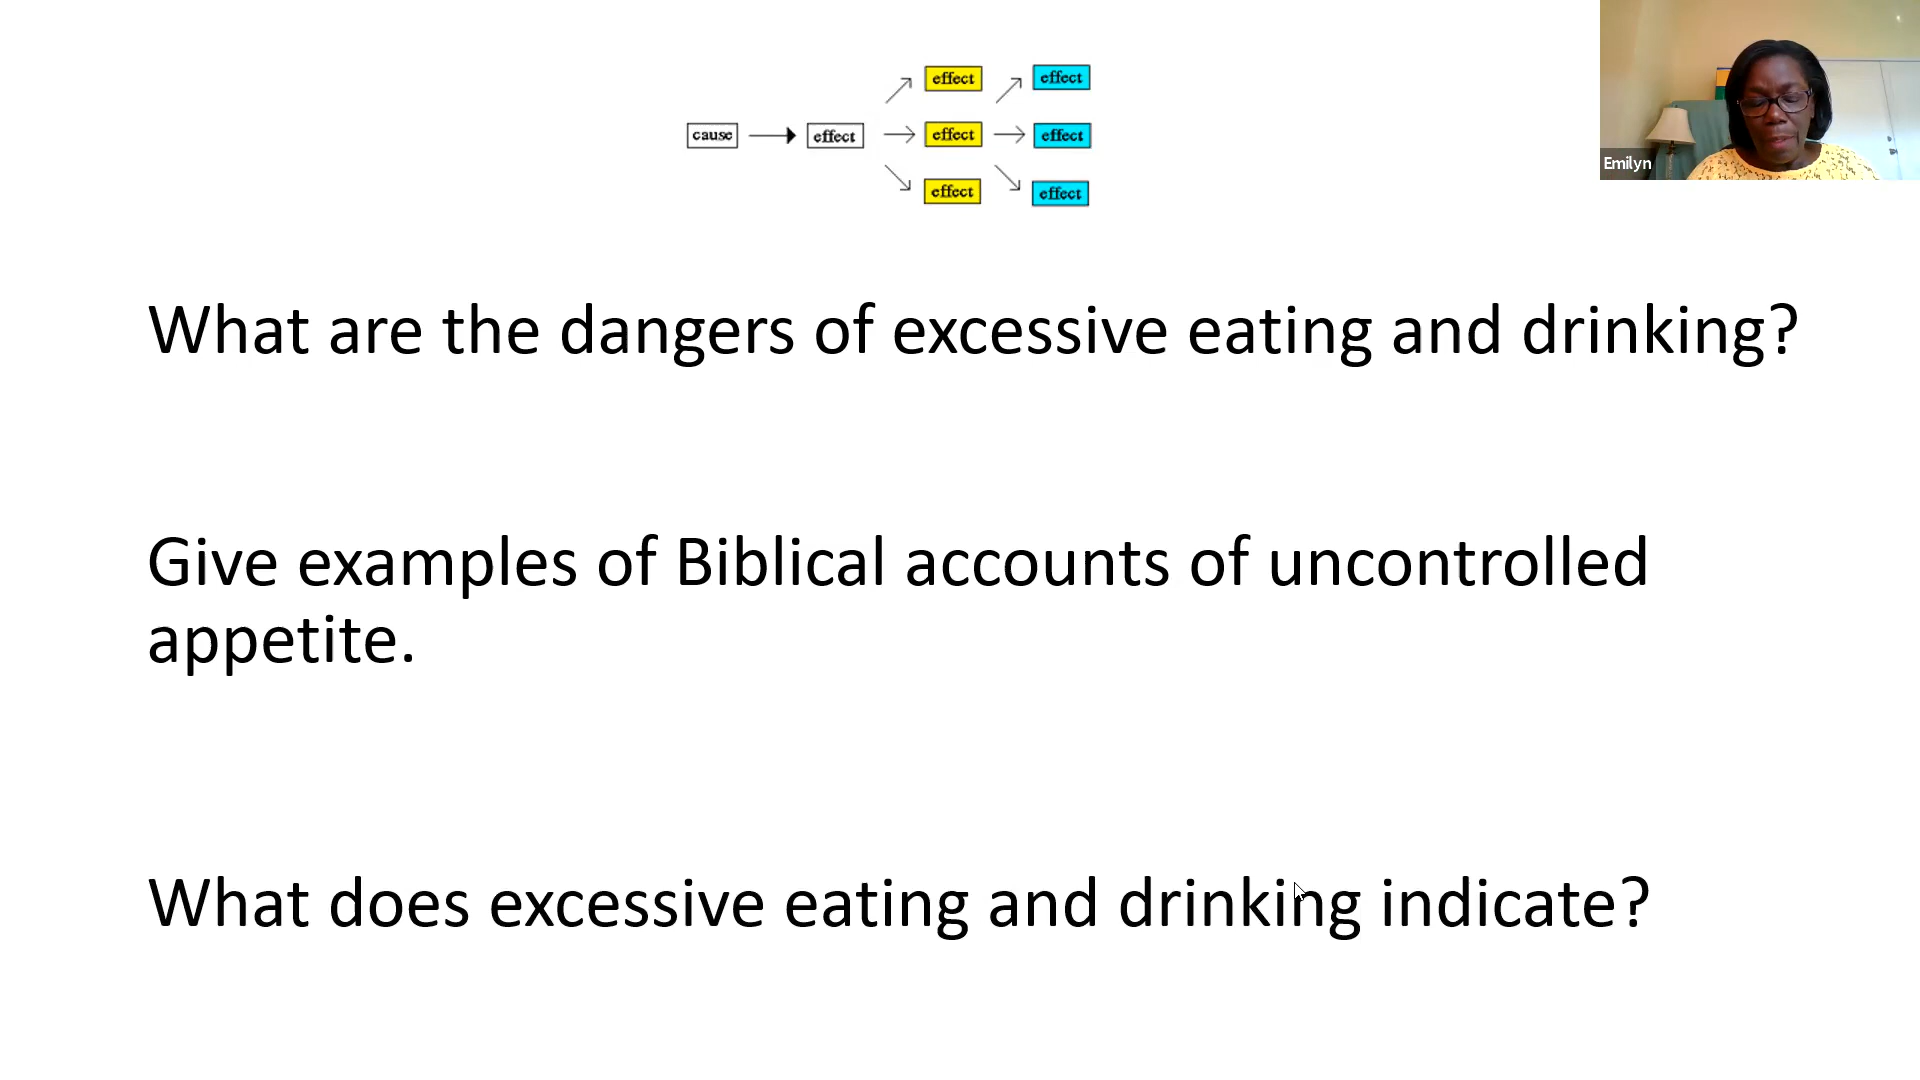 effect effect
cause effect effect effect
effect effect
Emilyn
What are the dangers of excessive eating and drinking?
Give examples of Biblical accounts of uncontrolled
appetite.
What does excessive eating and drinking indicate?